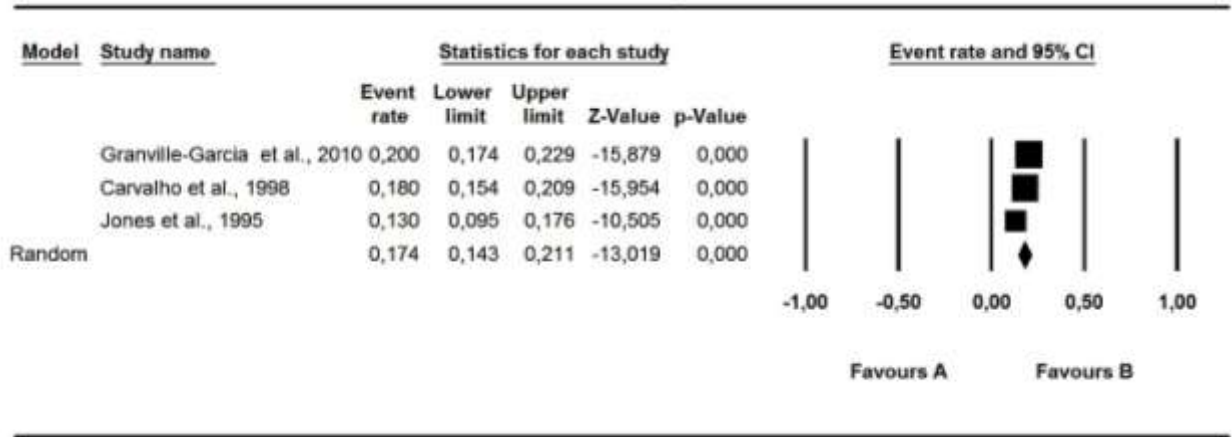 Model Study name Statistics for each study Event rate and 95% CI
Event Lower Upper
rate limit limit Z-Value p-Value
Granville-Garcia et al., 2010 0,200 0,174 0,229 -15,879 0,000
Carvalho et al., 1998 0,180 0,154 0,209 -15,954 0,000
Jones et al., 1995 0,130 0,095 0,176 -10,505 0,000
Random 0,174 0,143 0,211 -13,019 0,000
-1,00 -0,50 0,00 0,50 1,00
Favours A Favours B